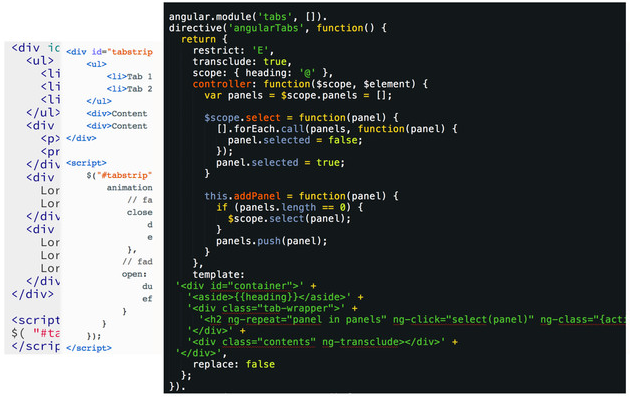 <div id
<ul>
<li
<li
<li
</ul>
<div
<p>
<pr
</di
<div
Lor
Lor
</di
<div
Lor
Lor
Lor
</di
</div>
<script
$( "#ta
</scrip
<div id="tabstrip
<ul>
<li>Tab 1
<li>Tab 2
</ul>
<div>Content
<div>Content
</div>
<script>
$("#tabstrip"
animation
// fa
close
d
e
},
// fad
open:
du
ef
}
}
});
</script>
angular.module('tabs', []).
directive('angularTabs', function() {
return {
restrict: 'E',
transclude: true,
scope: { heading: '@' },
controller: function($scope, $element) {
var panels = $scope.panels = [];
$scope.select = function(panel) {
[].forEach.call(panels, function(panel) {
panel.selected = false;
});
panel.selected = true;
}
this.addPanel = function(panel) {
if (panels.length == 0) {
$scope.select(panel);
}
panels.push(panel);
}
},
template:
'<div id="container">' +
'<aside>{{heading}}</aside>' +
'<div class="tab-wrapper">' +
'<h2 ng-repeat="panel in panels" ng-click="select(panel)" ng-class="{acti
'</div>' +
'<div class="contents" ng-transclude></div>' +
'</div>',
replace: false
};
}).